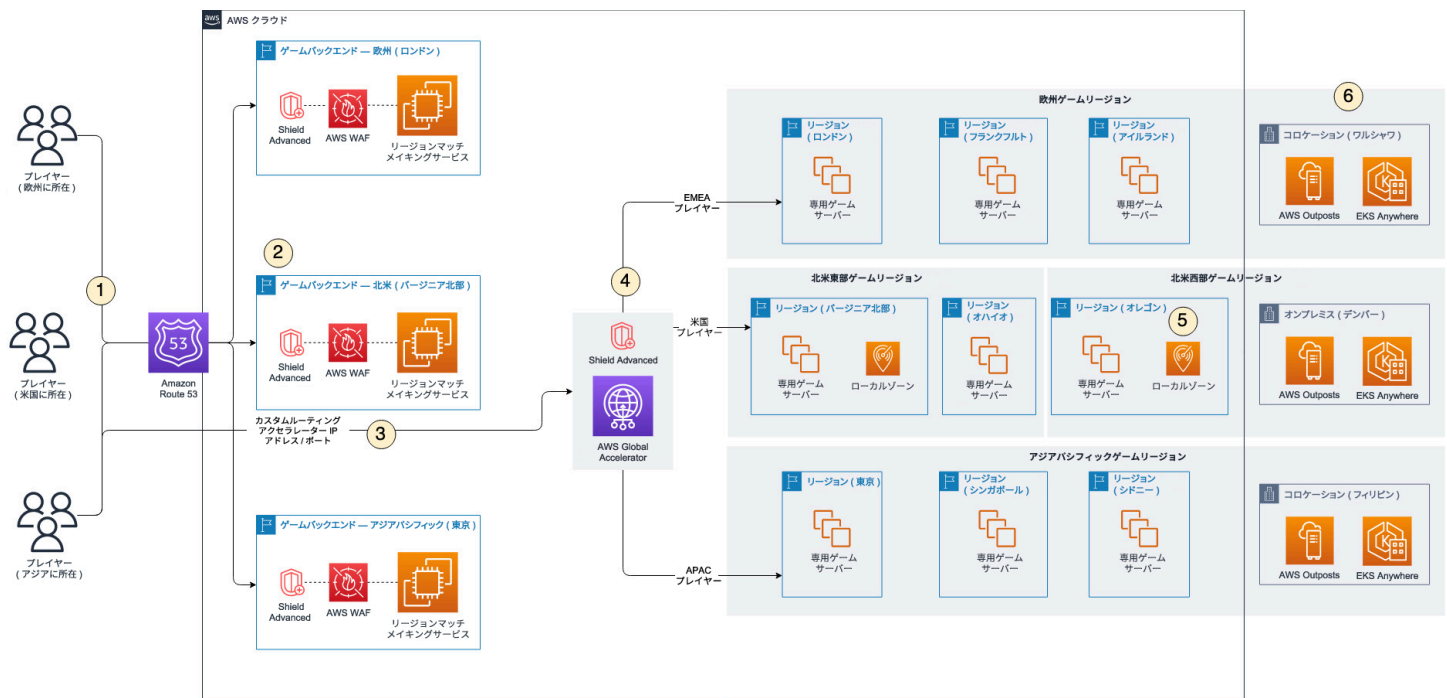 aws
AWS クラウド
ゲームバックエンド — 欧州 ( ロンドン )
Shield
Advanced
AWS WAF
リージョンマッチ
メイキングサービス
プレイヤー
( 欧州に所在 )
1
プレイヤー
( 米国に所在 )
プレイヤー
( アジアに所在 )
53
Amazon
Route 53
2
ゲームバックエンド — 北米 ( バージニア北部 )
Shield
Advanced
AWS WAF
リージョンマッチ
メイキングサービス
カスタムルーティング
アクセラレーター IP
アドレス / ポート
3
ゲームバックエンド — アジアパシフィック ( 東京 )
Shield
Advanced
AWS WAF
リージョンマッチ
メイキングサービス
4
Shield Advanced
AWS Global
Accelerator
EMEA
プレイヤー
米国
プレイヤー
APAC
プレイヤー
欧州ゲームリージョン
6
リージョン
( ロンドン )
専用ゲーム
サーバー
リージョン
( フランクフルト )
専用ゲーム
サーバー
リージョン
( アイルランド )
専用ゲーム
サーバー
コロケーション ( ワルシャワ )
AWS Outposts
EKS Anywhere
北米東部ゲームリージョン
リージョン ( バージニア北部 )
専用ゲーム
サーバー
ローカルゾーン
リージョン
( オハイオ )
専用ゲーム
サーバー
北米西部ゲームリージョン
リージョン ( オレゴン )
5
専用ゲーム
サーバー
ローカルゾーン
オンプレミス ( デンバー )
AWS Outposts
EKS Anywhere
アジアパシフィックゲームリージョン
リージョン ( 東京 )
専用ゲーム
サーバー
リージョン
( シンガポール )
専用ゲーム
サーバー
リージョン
( シドニー )
専用ゲーム
サーバー
コロケーション ( フィリピン )
AWS Outposts
EKS Anywhere